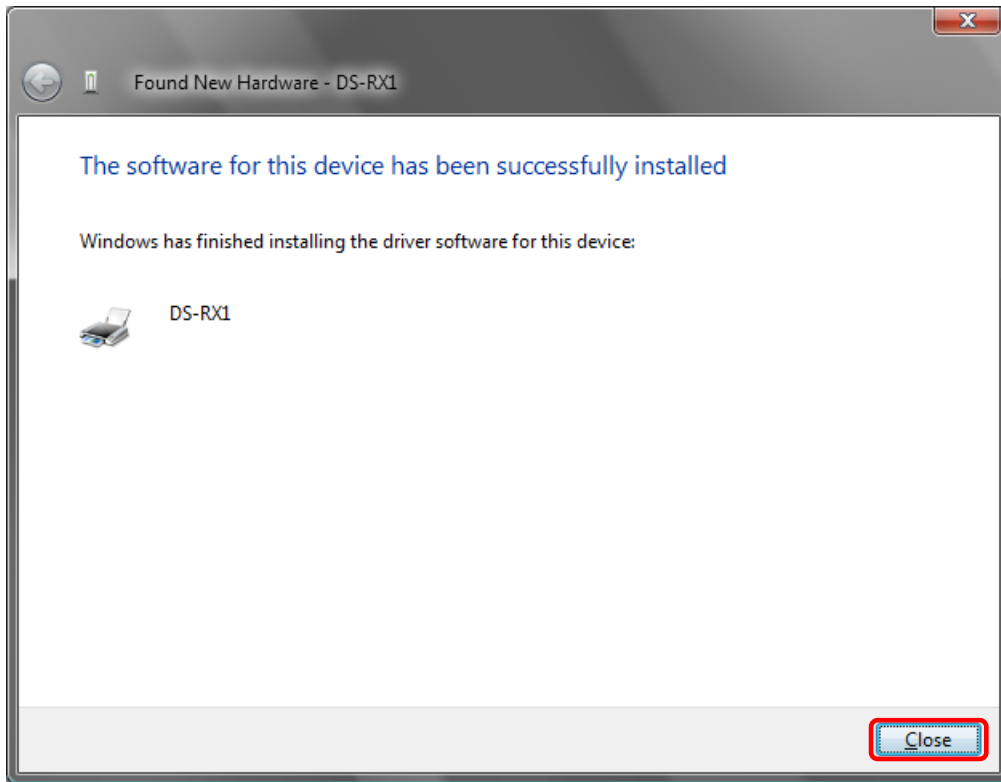 Found New Hardware - DS-RX1
The software for this device has been successfully installed
Windows has finished installing the driver software for this device:
DS-RX1
Close